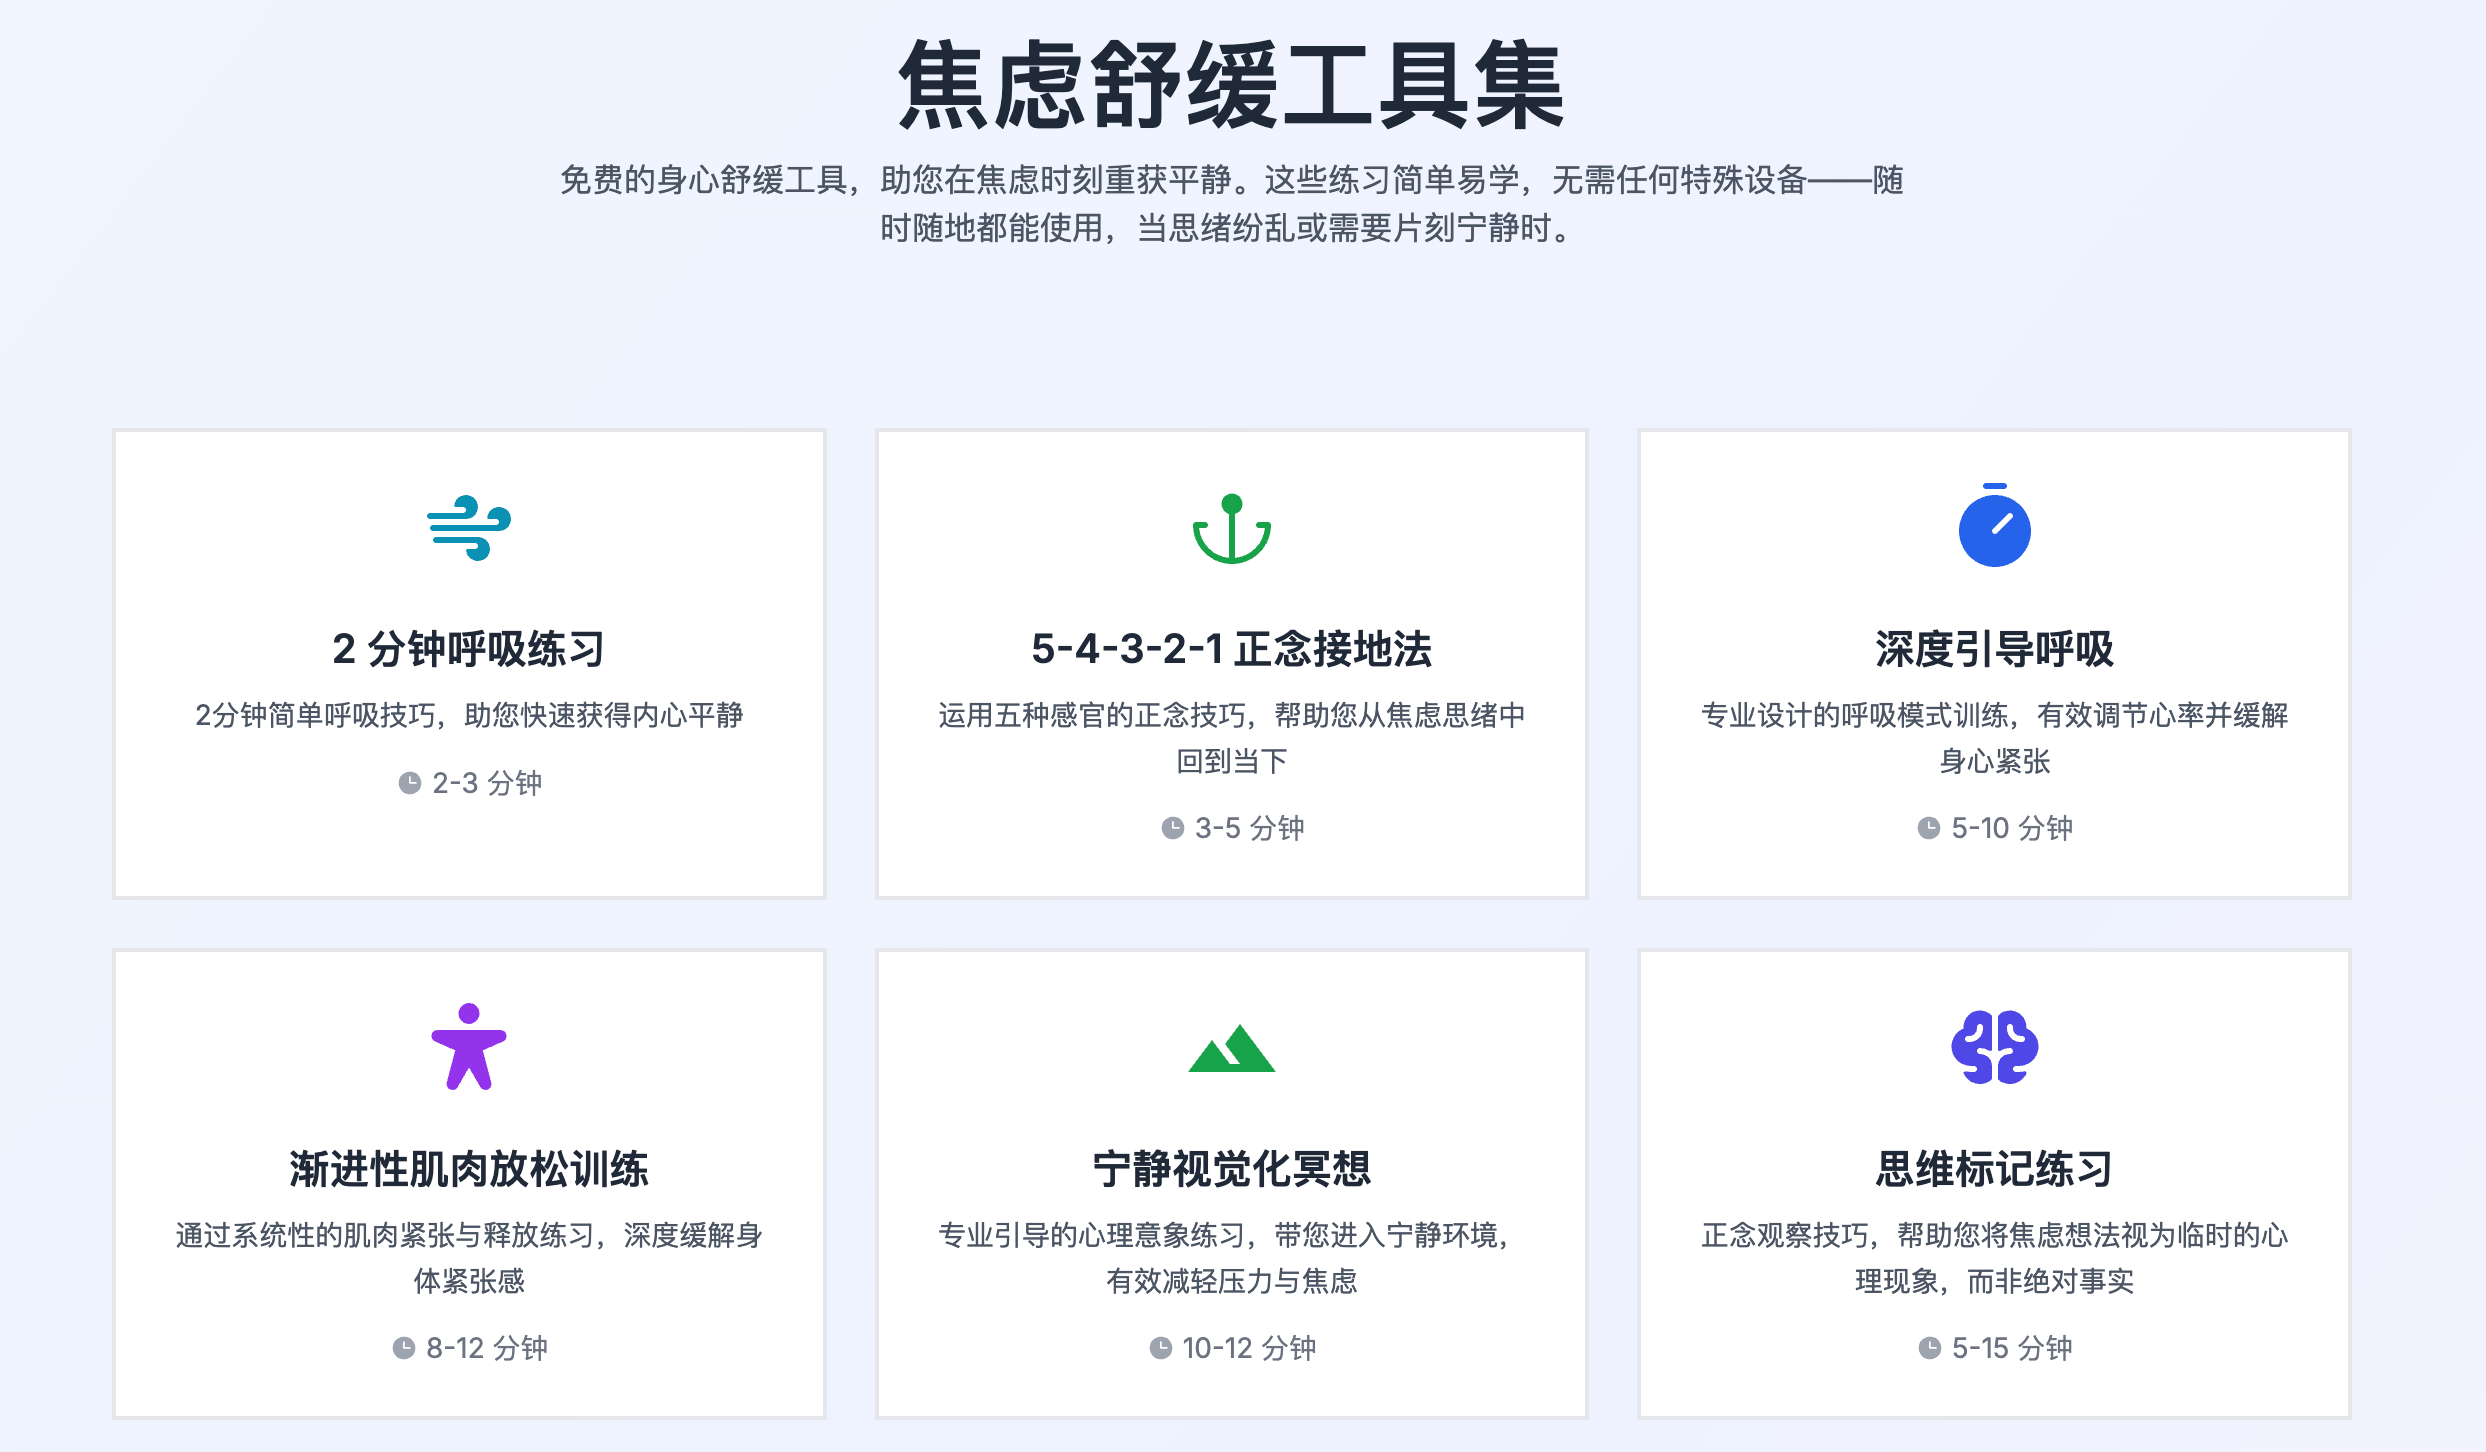 焦虑舒缓工具集
免费的身心舒缓工具，助您在焦虑时刻重获平静。这些练习简单易学，无需任何特殊设备——随
时随地都能使用，当思绪纷乱或需要片刻宁静时。
2 分钟呼吸练习
2分钟简单呼吸技巧，助您快速获得内心平静
2-3 分钟
5-4-3-2-1 正念接地法
运用五种感官的正念技巧，帮助您从焦虑思绪中
回到当下
3-5 分钟
深度引导呼吸
专业设计的呼吸模式训练，有效调节心率并缓解
身心紧张
5-10 分钟
渐进性肌肉放松训练
通过系统性的肌肉紧张与释放练习，深度缓解身
体紧张感
8-12 分钟
宁静视觉化冥想
专业引导的心理意象练习，带您进入宁静环境，
有效减轻压力与焦虑
10-12 分钟
思维标记练习
正念观察技巧，帮助您将焦虑想法视为临时的心
理现象，而非绝对事实
5-15 分钟